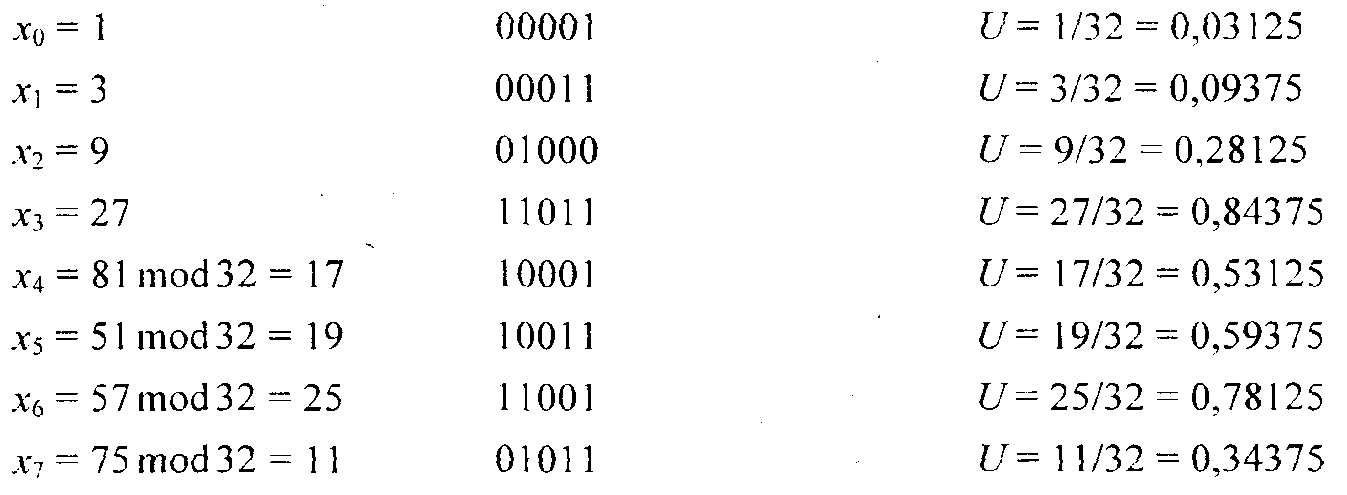 x₀ = 1 00001 U = 1/32 = 0,03125
x₁ = 3 00011 U = 3/32 = 0,09375
x₂ = 9 01000 U = 9/32 = 0,28125
x₃ = 27 11011 U = 27/32 = 0,84375
x₄ = 81 mod 32 = 17 10001 U = 17/32 = 0,53125
x₅ = 51 mod 32 = 19 10011 U = 19/32 = 0,59375
x₆ = 57 mod 32 = 25 11001 U = 25/32 = 0,78125
x₇ = 75 mod 32 = 11 01011 U = 11/32 = 0,34375